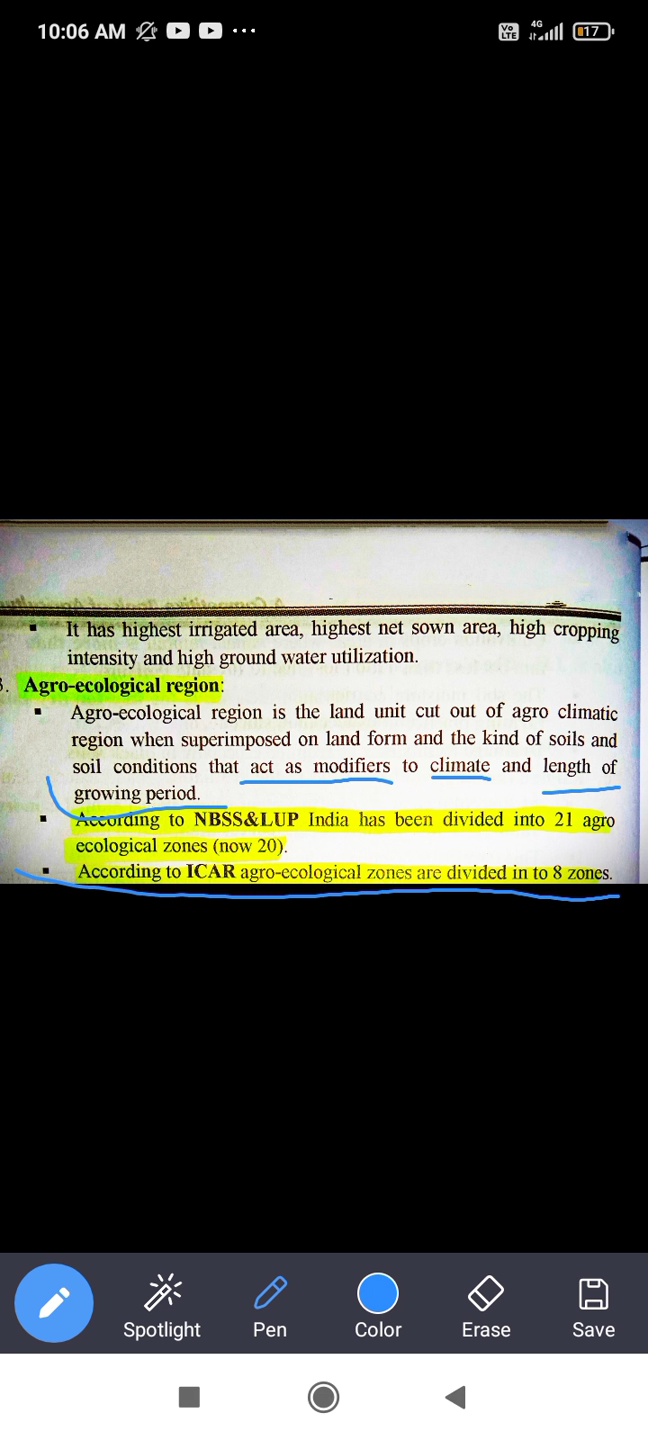 10:06 AM
VO LTE
4G
17
It has highest irrigated area, highest net sown area, high cropping
intensity and high ground water utilization.
Agro-ecological region:
Agro-ecological region is the land unit cut out of agro climatic
region when superimposed on land form and the kind of soils and
soil conditions that act as modifiers to climate and length of
growing period.
According to NBSS&LUP India has been divided into 21 agro
ecological zones (now 20).
According to ICAR agro-ecological zones are divided in to 8 zones.
Spotlight Pen Color Erase Save